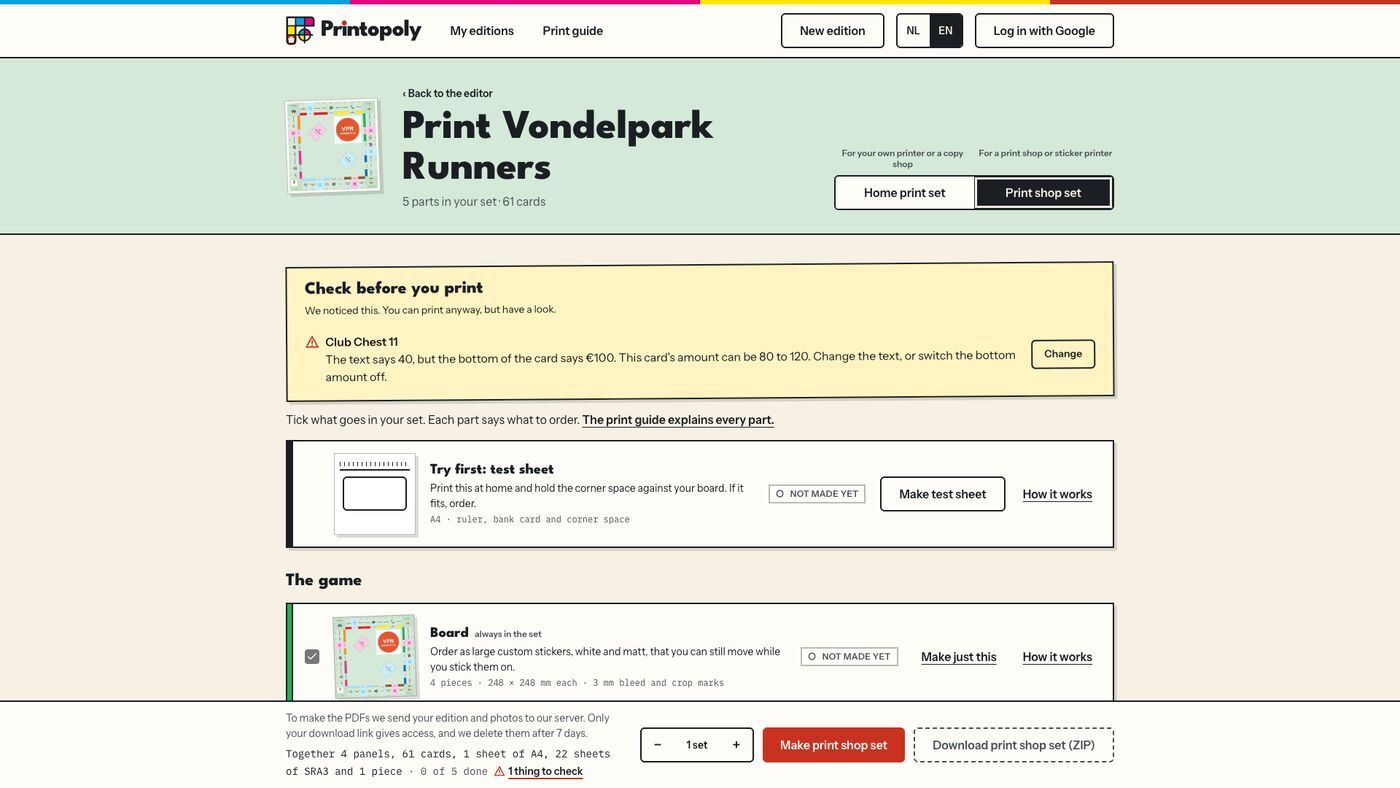 Printopoly
My editions
Print guide
New edition
NL
EN
Log in with Google
‹ Back to the editor
Print Vondelpark
Runners
5 parts in your set · 61 cards
For your own printer or a copy
shop
For a print shop or sticker printer
Home print set
Print shop set
VPR
Check before you print
We noticed this. You can print anyway, but have a look.
Club Chest 11
The text says 40, but the bottom of the card says €100. This card's amount can be 80 to 120. Change the text, or switch the bottom
amount off.
Change
Tick what goes in your set. Each part says what to order. The print guide explains every part.
Try first: test sheet
Print this at home and hold the corner space against your board. If it
fits, order.
A4 · ruler, bank card and corner space
NOT MADE YET
Make test sheet
How it works
The game
VPR
Board always in the set
Order as large custom stickers, white and matt, that you can still move while
you stick them on.
4 pieces · 248 × 248 mm each · 3 mm bleed and crop marks
NOT MADE YET
Make just this
How it works
To make the PDFs we send your edition and photos to our server. Only
your download link gives access, and we delete them after 7 days.
Together 4 panels, 61 cards, 1 sheet of A4, 22 sheets
of SRA3 and 1 piece · 0 of 5 done 1 thing to check
− 1 set +
Make print shop set
Download print shop set (ZIP)